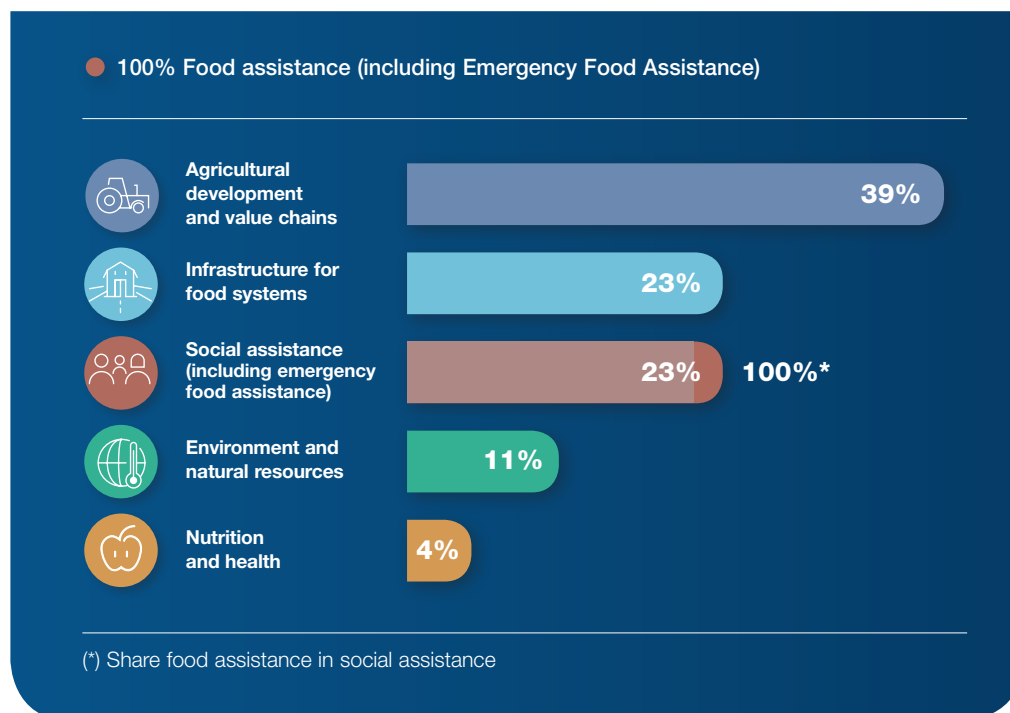 100% Food assistance (including Emergency Food Assistance)
Agricultural
development
and value chains
39%
Infrastructure for
food systems
23%
Social assistance
(including emergency
food assistance)
23%
100%*
Environment and
natural resources
11%
Nutrition
and health
4%
(*) Share food assistance in social assistance